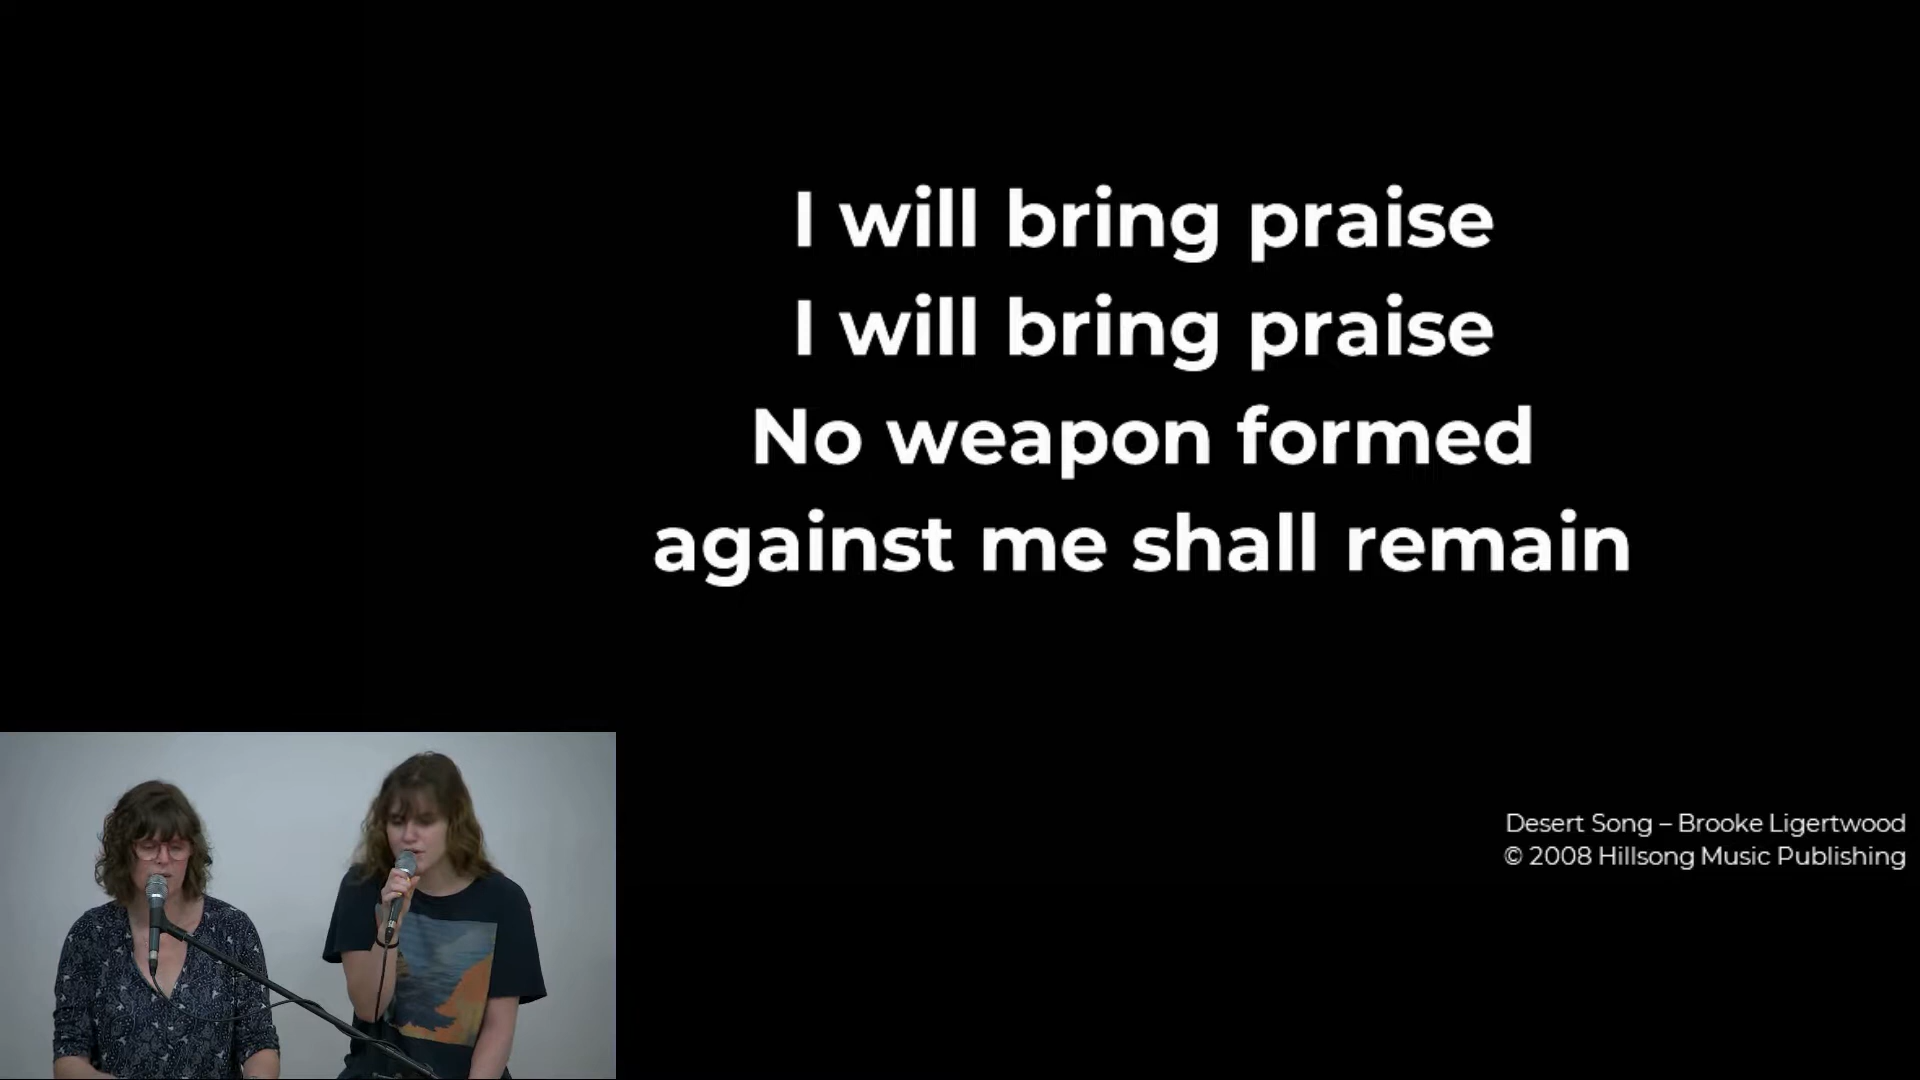 I will bring praise
I will bring praise
No weapon formed
against me shall remain
Desert Song – Brooke Ligertwood
© 2008 Hillsong Music Publishing